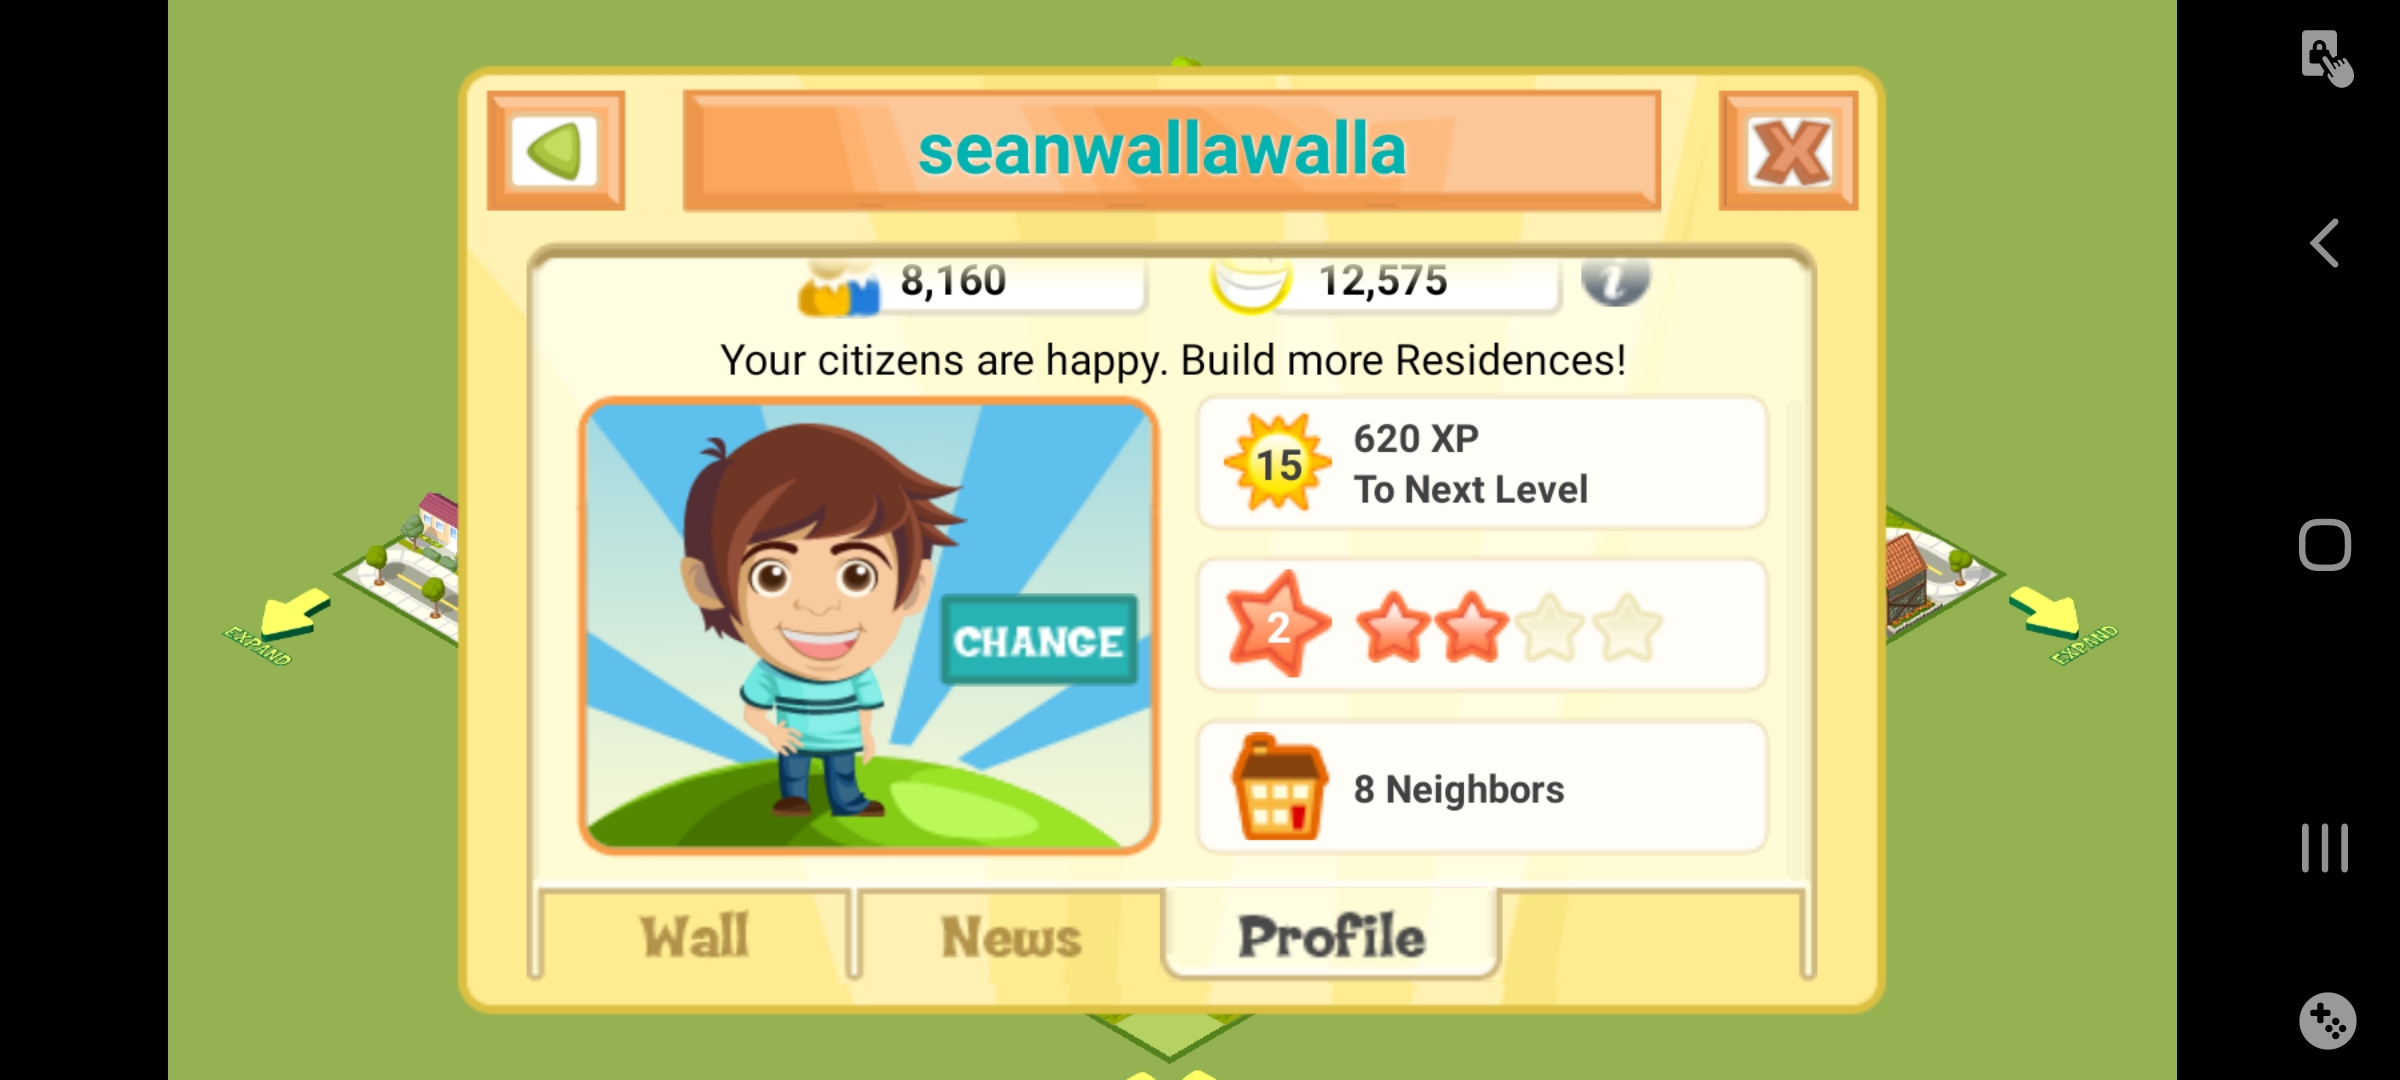 seanwallawalla
8,160
12,575
i
Your citizens are happy. Build more Residences!
15
620 XP
To Next Level
CHANGE
2
8 Neighbors
EXPAND
EXPAND
Wall
News
Profile